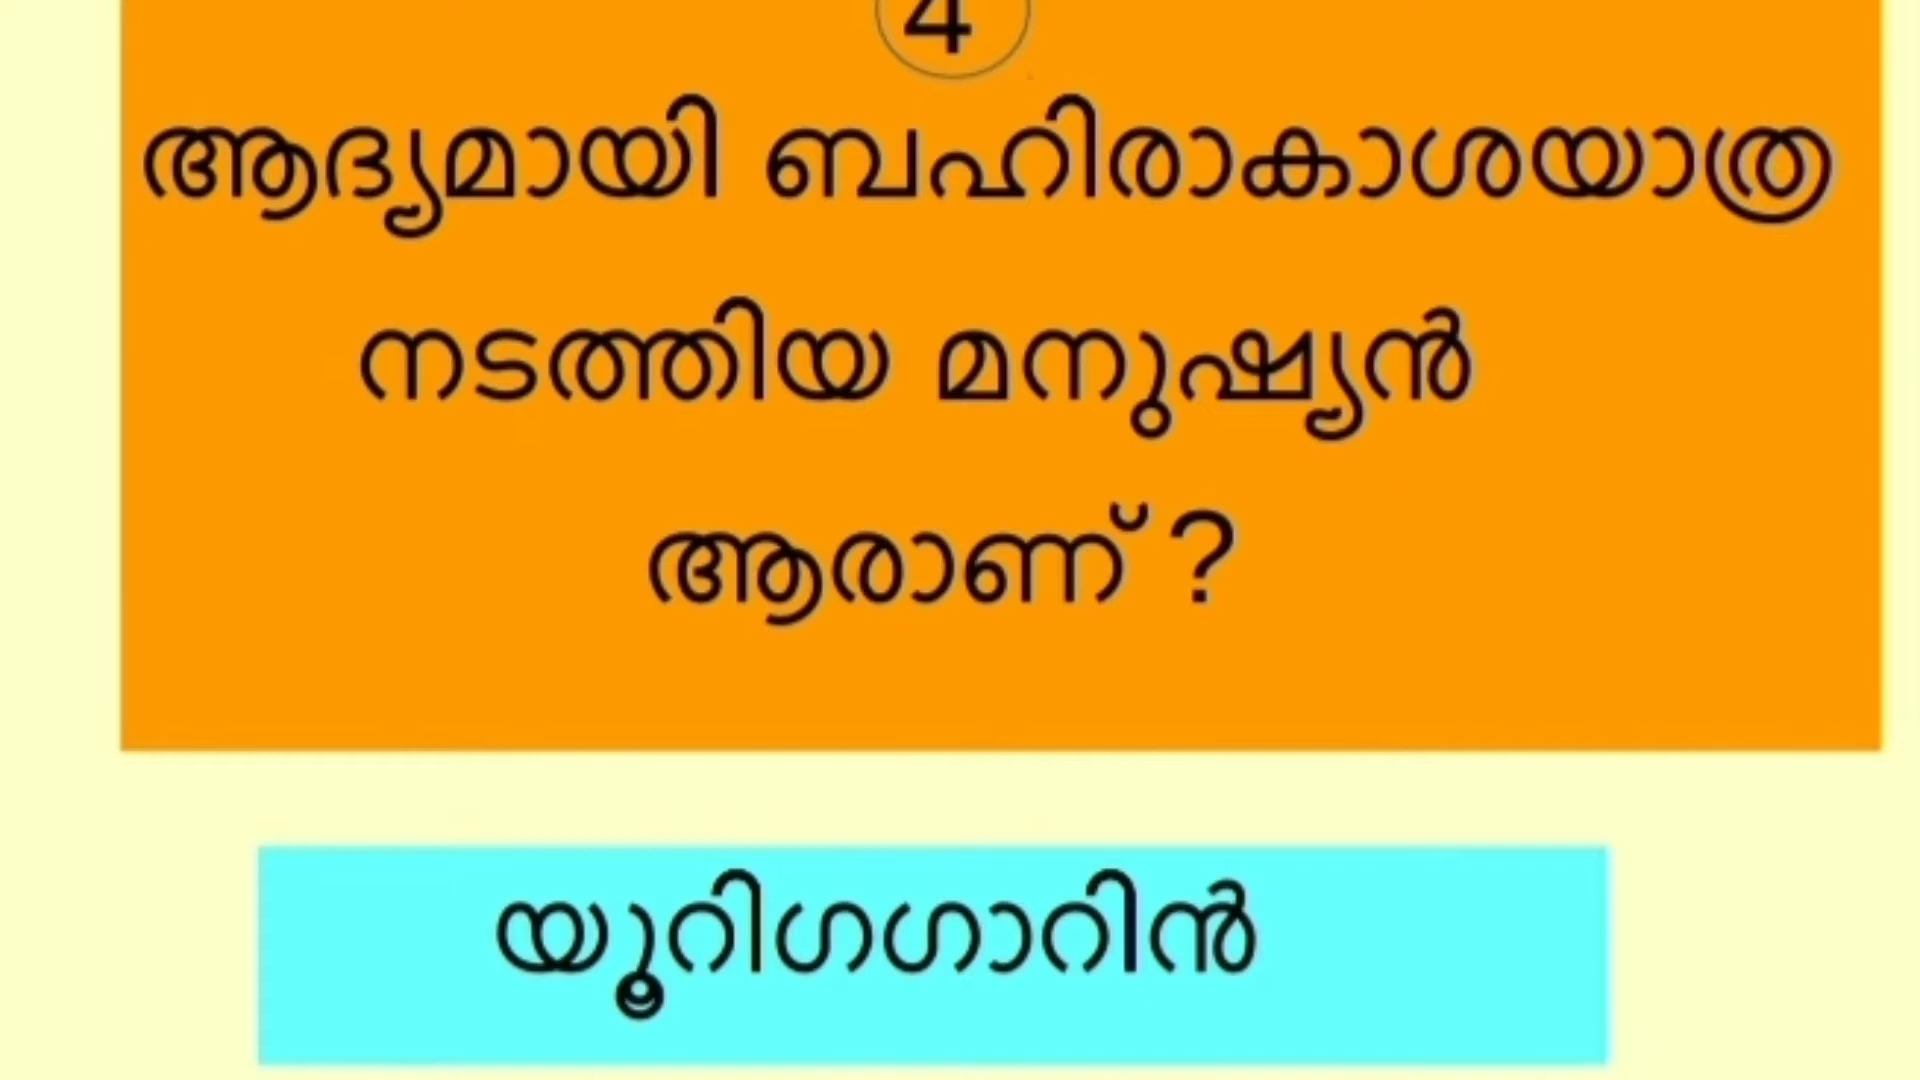 4
ആദ്യമായി ബഹിരാകാശയാത്ര
നടത്തിയ മനുഷ്യൻ
ആരാണ് ?
യൂറിഗഗാറിൻ